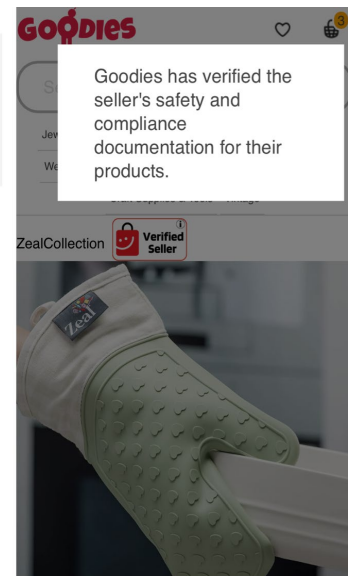 GOODIES
3
Goodies has verified the
seller's safety and
compliance
documentation for their
products.
Jew
We
Craft Supplies & Tools Vintage
ZealCollection
Verified
Seller
i
Zeal